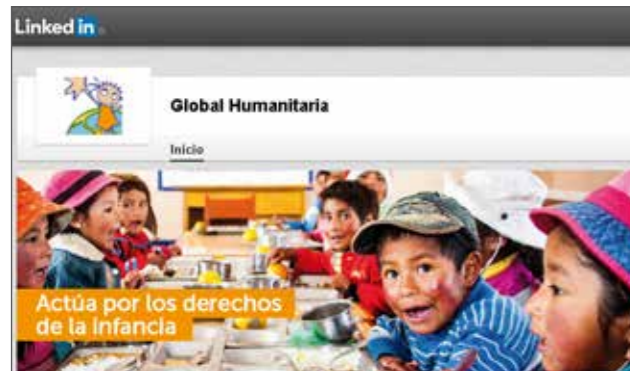 Linked in
Global Humanitaria
Inicio
Actúa por los derechos
de la infancia